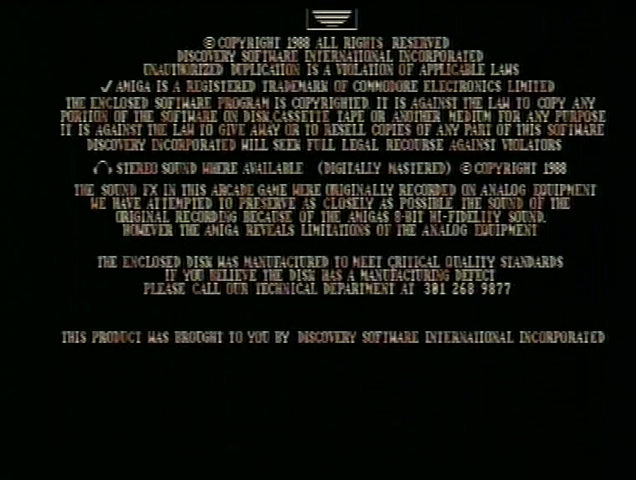 © COPYRIGHT 1988 ALL RIGHTS RESERVED
DISCOVERY SOFTWARE INTERNATIONAL INCORPORATED
UNAUTHORIZED DUPLICATION IS A VIOLATION OF APPLICABLE LAWS
✓ AMIGA IS A REGISTERED TRADEMARK OF COMMODORE ELECTRONICS LIMITED
THE ENCLOSED SOFTWARE PROGRAM IS COPYRIGHTED. IT IS AGAINST THE LAW TO COPY ANY
PORTION OF THE SOFTWARE ON DISK,CASSETTE TAPE OR ANOTHER MEDIUM FOR ANY PURPOSE
IT IS AGAINST THE LAW TO GIVE AWAY OR TO RESELL COPIES OF ANY PART OF THIS SOFTWARE
DISCOVERY INCORPORATED WILL SEEK FULL LEGAL RECOURSE AGAINST VIOLATORS
STEREO SOUND WHERE AVAILABLE (DIGITALLY MASTERED) © COPYRIGHT 1988
THE SOUND FX IN THIS ARCADE GAME WERE ORIGINALLY RECORDED ON ANALOG EQUIPMENT
WE HAVE ATTEMPTED TO PRESERVE AS CLOSELY AS POSSIBLE THE SOUND OF THE
ORIGINAL RECORDING BECAUSE OF THE AMIGAS 8-BIT HI-FIDELITY SOUND.
HOWEVER THE AMIGA REVEALS LIMITATIONS OF THE ANALOG EQUIPMENT
THE ENCLOSED DISK WAS MANUFACTURED TO MEET CRITICAL QUALITY STANDARDS
IF YOU BELIEVE THE DISK HAS A MANUFACTURING DEFECT
PLEASE CALL OUR TECHNICAL DEPARTMENT AT 301 268 9877
THIS PRODUCT WAS BROUGHT TO YOU BY DISCOVERY SOFTWARE INTERNATIONAL INCORPORATED